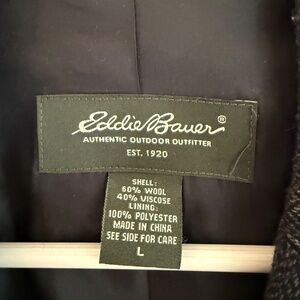 Eddie Bauer®
AUTHENTIC OUTDOOR OUTFITTER
EST. 1920
SHELL:
60% WOOL
40% VISCOSE
LINING:
100% POLYESTER
MADE IN CHINA
SEE SIDE FOR CARE
L